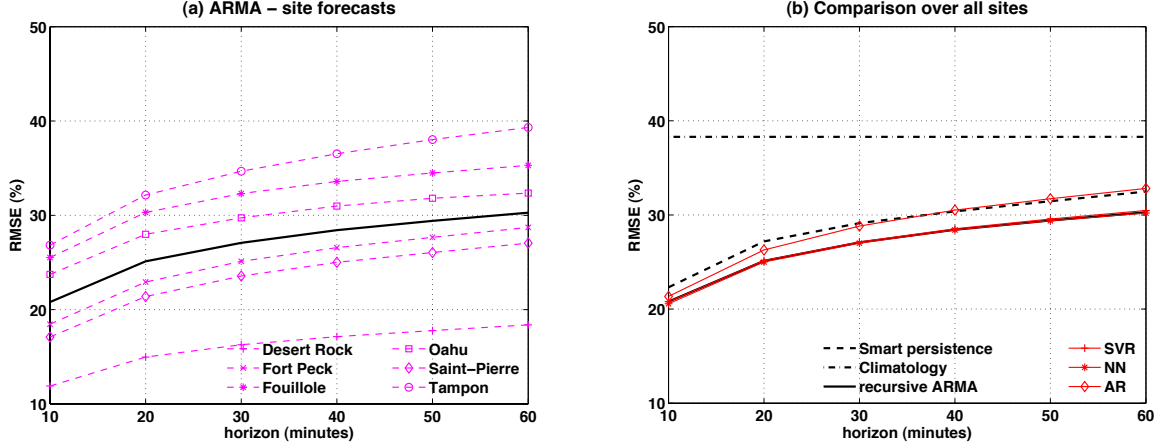 (a) ARMA – site forecasts
50
40
30
20
10
RMSE (%)
Desert Rock
Fort Peck
Fouillole
Oahu
Saint–Pierre
Tampon
10 20 30 40 50 60
horizon (minutes)
(b) Comparison over all sites
50
40
30
20
10
RMSE (%)
Smart persistence
Climatology
recursive ARMA
SVR
NN
AR
10 20 30 40 50 60
horizon (minutes)